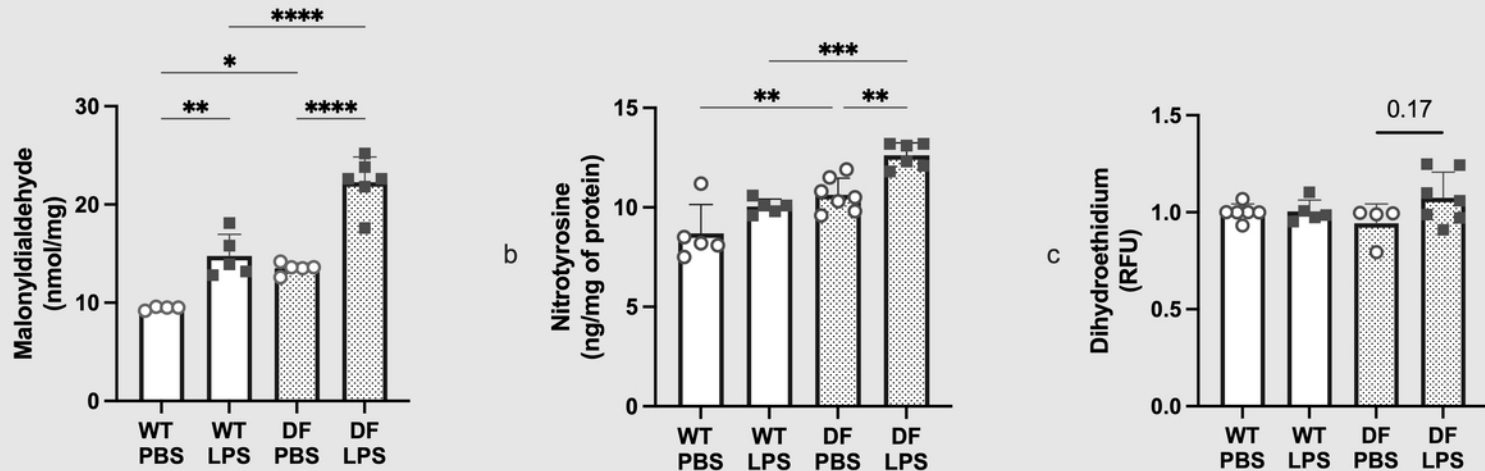 ****
*
**
****
30
20
10
0
Malonyldialdehyde
(nmol/mg)
WT
PBS
WT
LPS
DF
PBS
DF
LPS
b
***
**
**
15
10
5
0
Nitrotyrosine
(ng/mg of protein)
WT
PBS
WT
LPS
DF
PBS
DF
LPS
c
0.17
1.5
1.0
0.5
0.0
Dihydroethidium
(RFU)
WT
PBS
WT
LPS
DF
PBS
DF
LPS